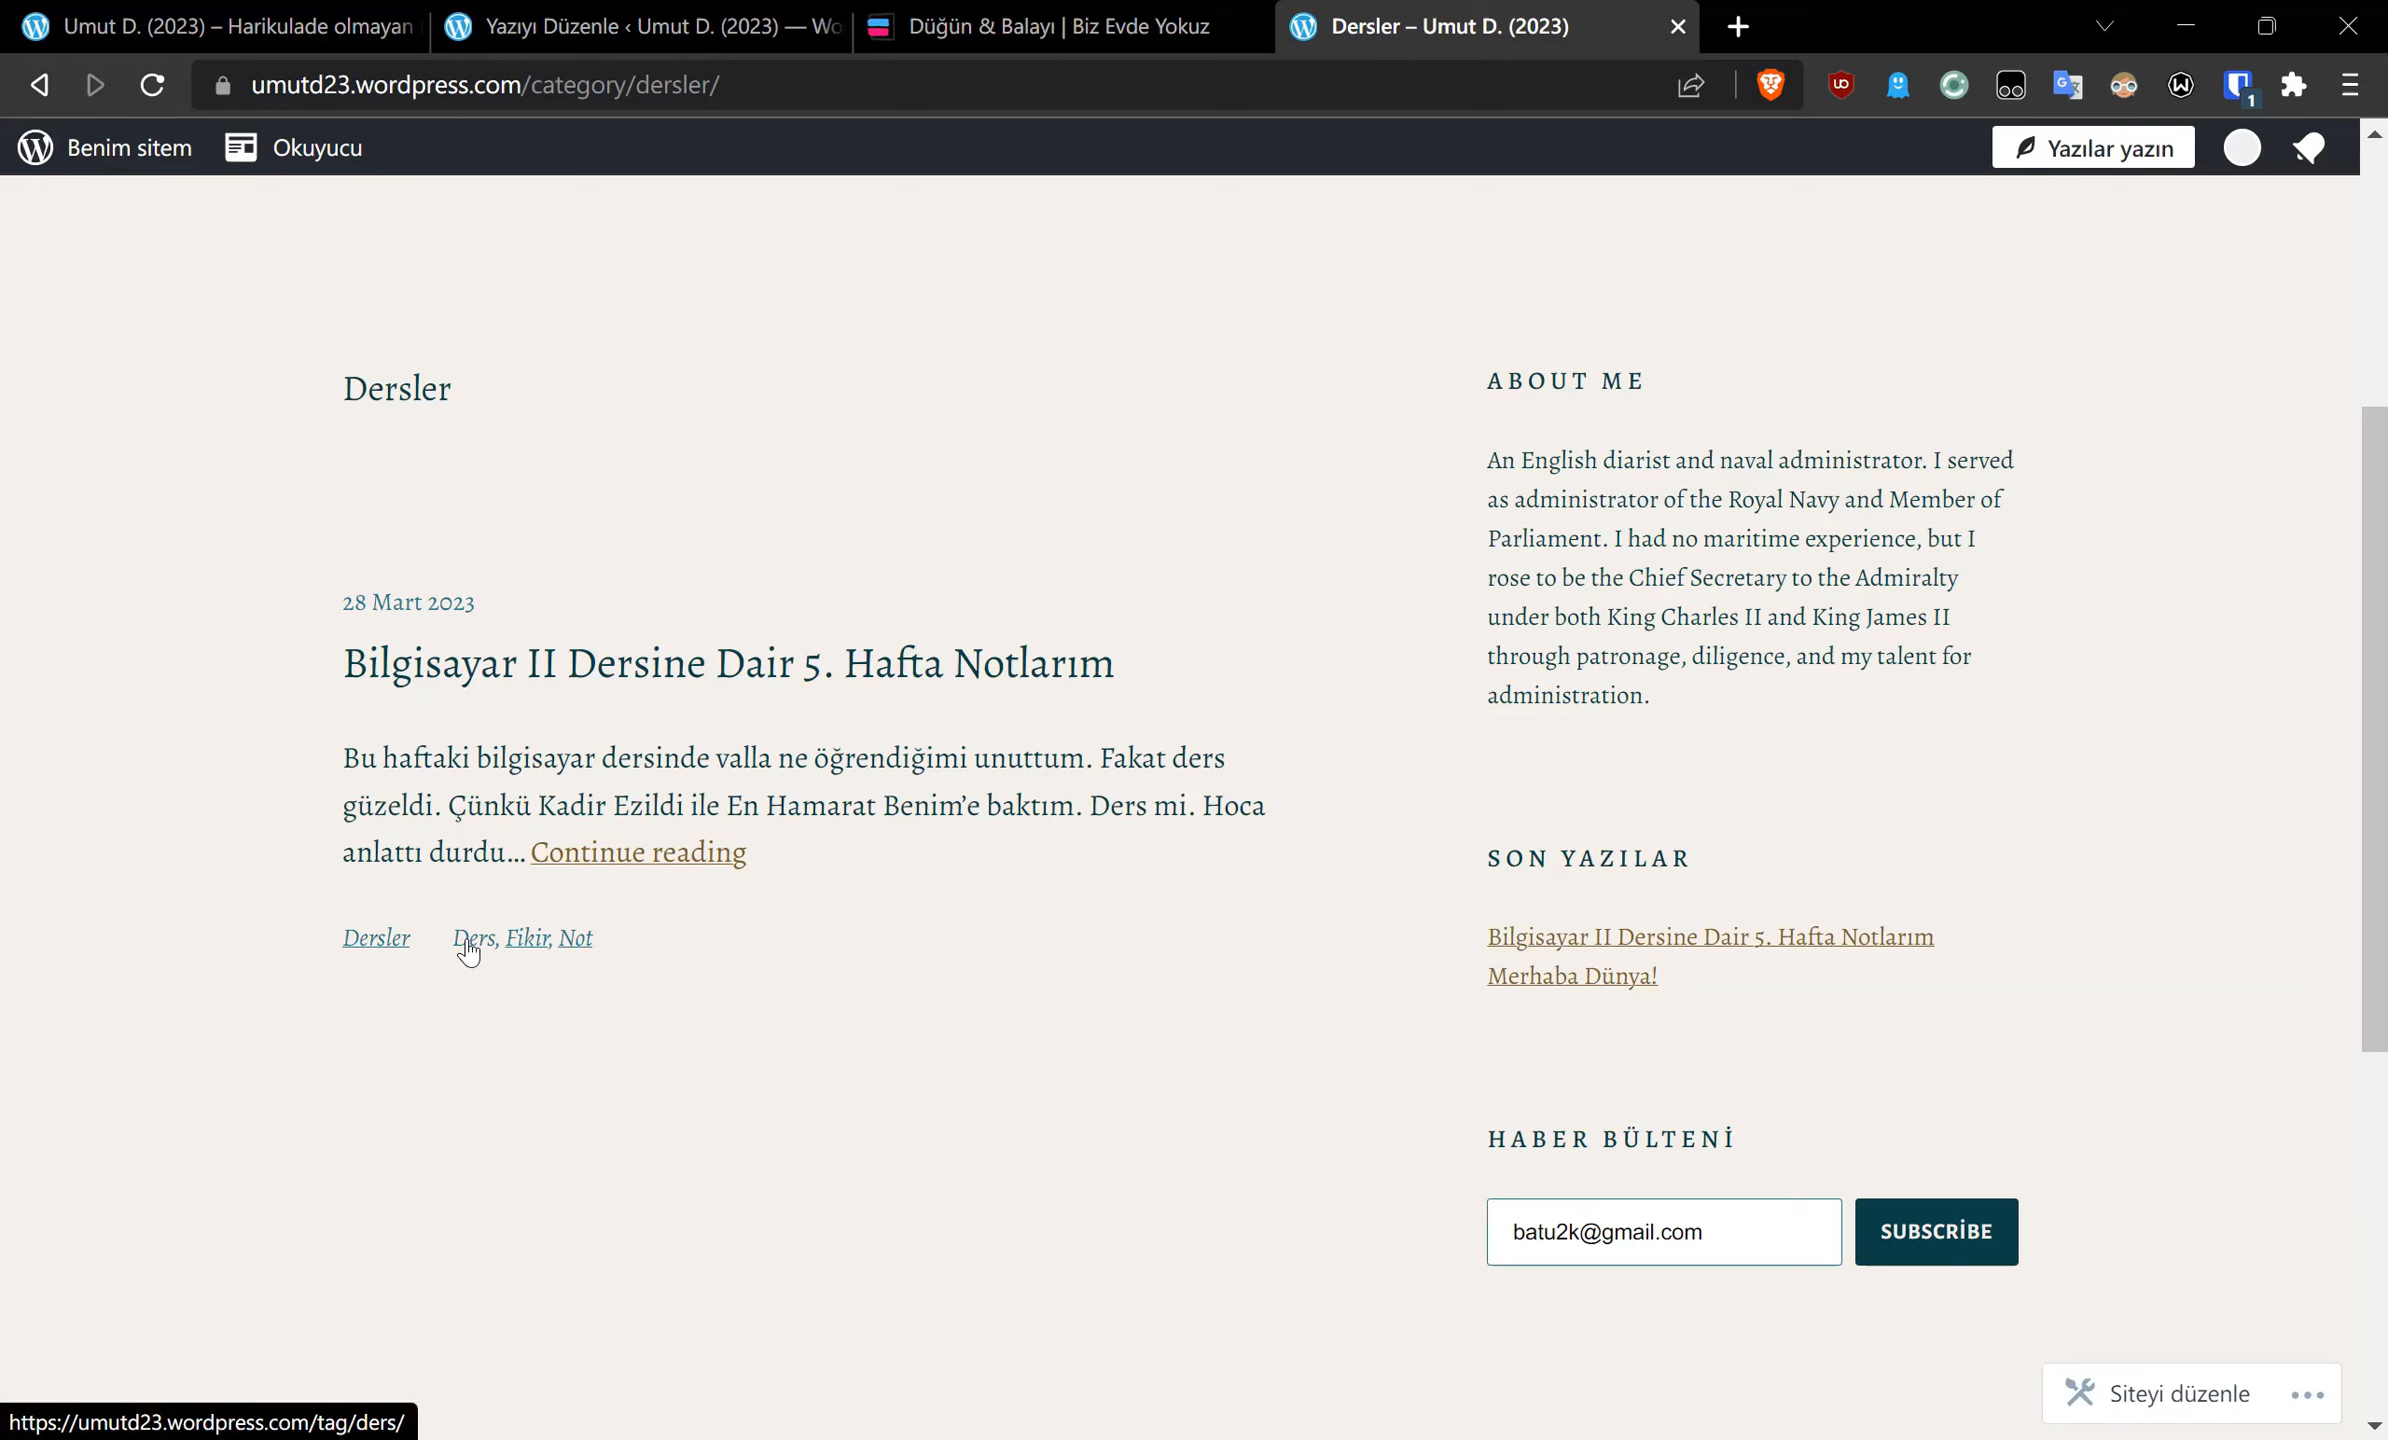 Umut D. (2023) – Harikulade olmayan
Yazıyı Düzenle ‹ Umut D. (2023) — Wo
Düğün & Balayı | Biz Evde Yokuz
Dersler – Umut D. (2023)
umutd23.wordpress.com/category/dersler/
1
Benim sitem
Okuyucu
Yazılar yazın
Dersler
28 Mart 2023
Bilgisayar II Dersine Dair 5. Hafta Notlarım
Bu haftaki bilgisayar dersinde valla ne öğrendiğimi unuttum. Fakat ders
güzeldi. Çünkü Kadir Ezildi ile En Hamarat Benim’e baktım. Ders mi. Hoca
anlattı durdu… Continue reading
Dersler Ders, Fikir, Not
ABOUT ME
An English diarist and naval administrator. I served
as administrator of the Royal Navy and Member of
Parliament. I had no maritime experience, but I
rose to be the Chief Secretary to the Admiralty
under both King Charles II and King James II
through patronage, diligence, and my talent for
administration.
SON YAZILAR
Bilgisayar II Dersine Dair 5. Hafta Notlarım
Merhaba Dünya!
HABER BÜLTENİ
batu2k@gmail.com
SUBSCRİBE
Siteyi düzenle
https://umutd23.wordpress.com/tag/ders/